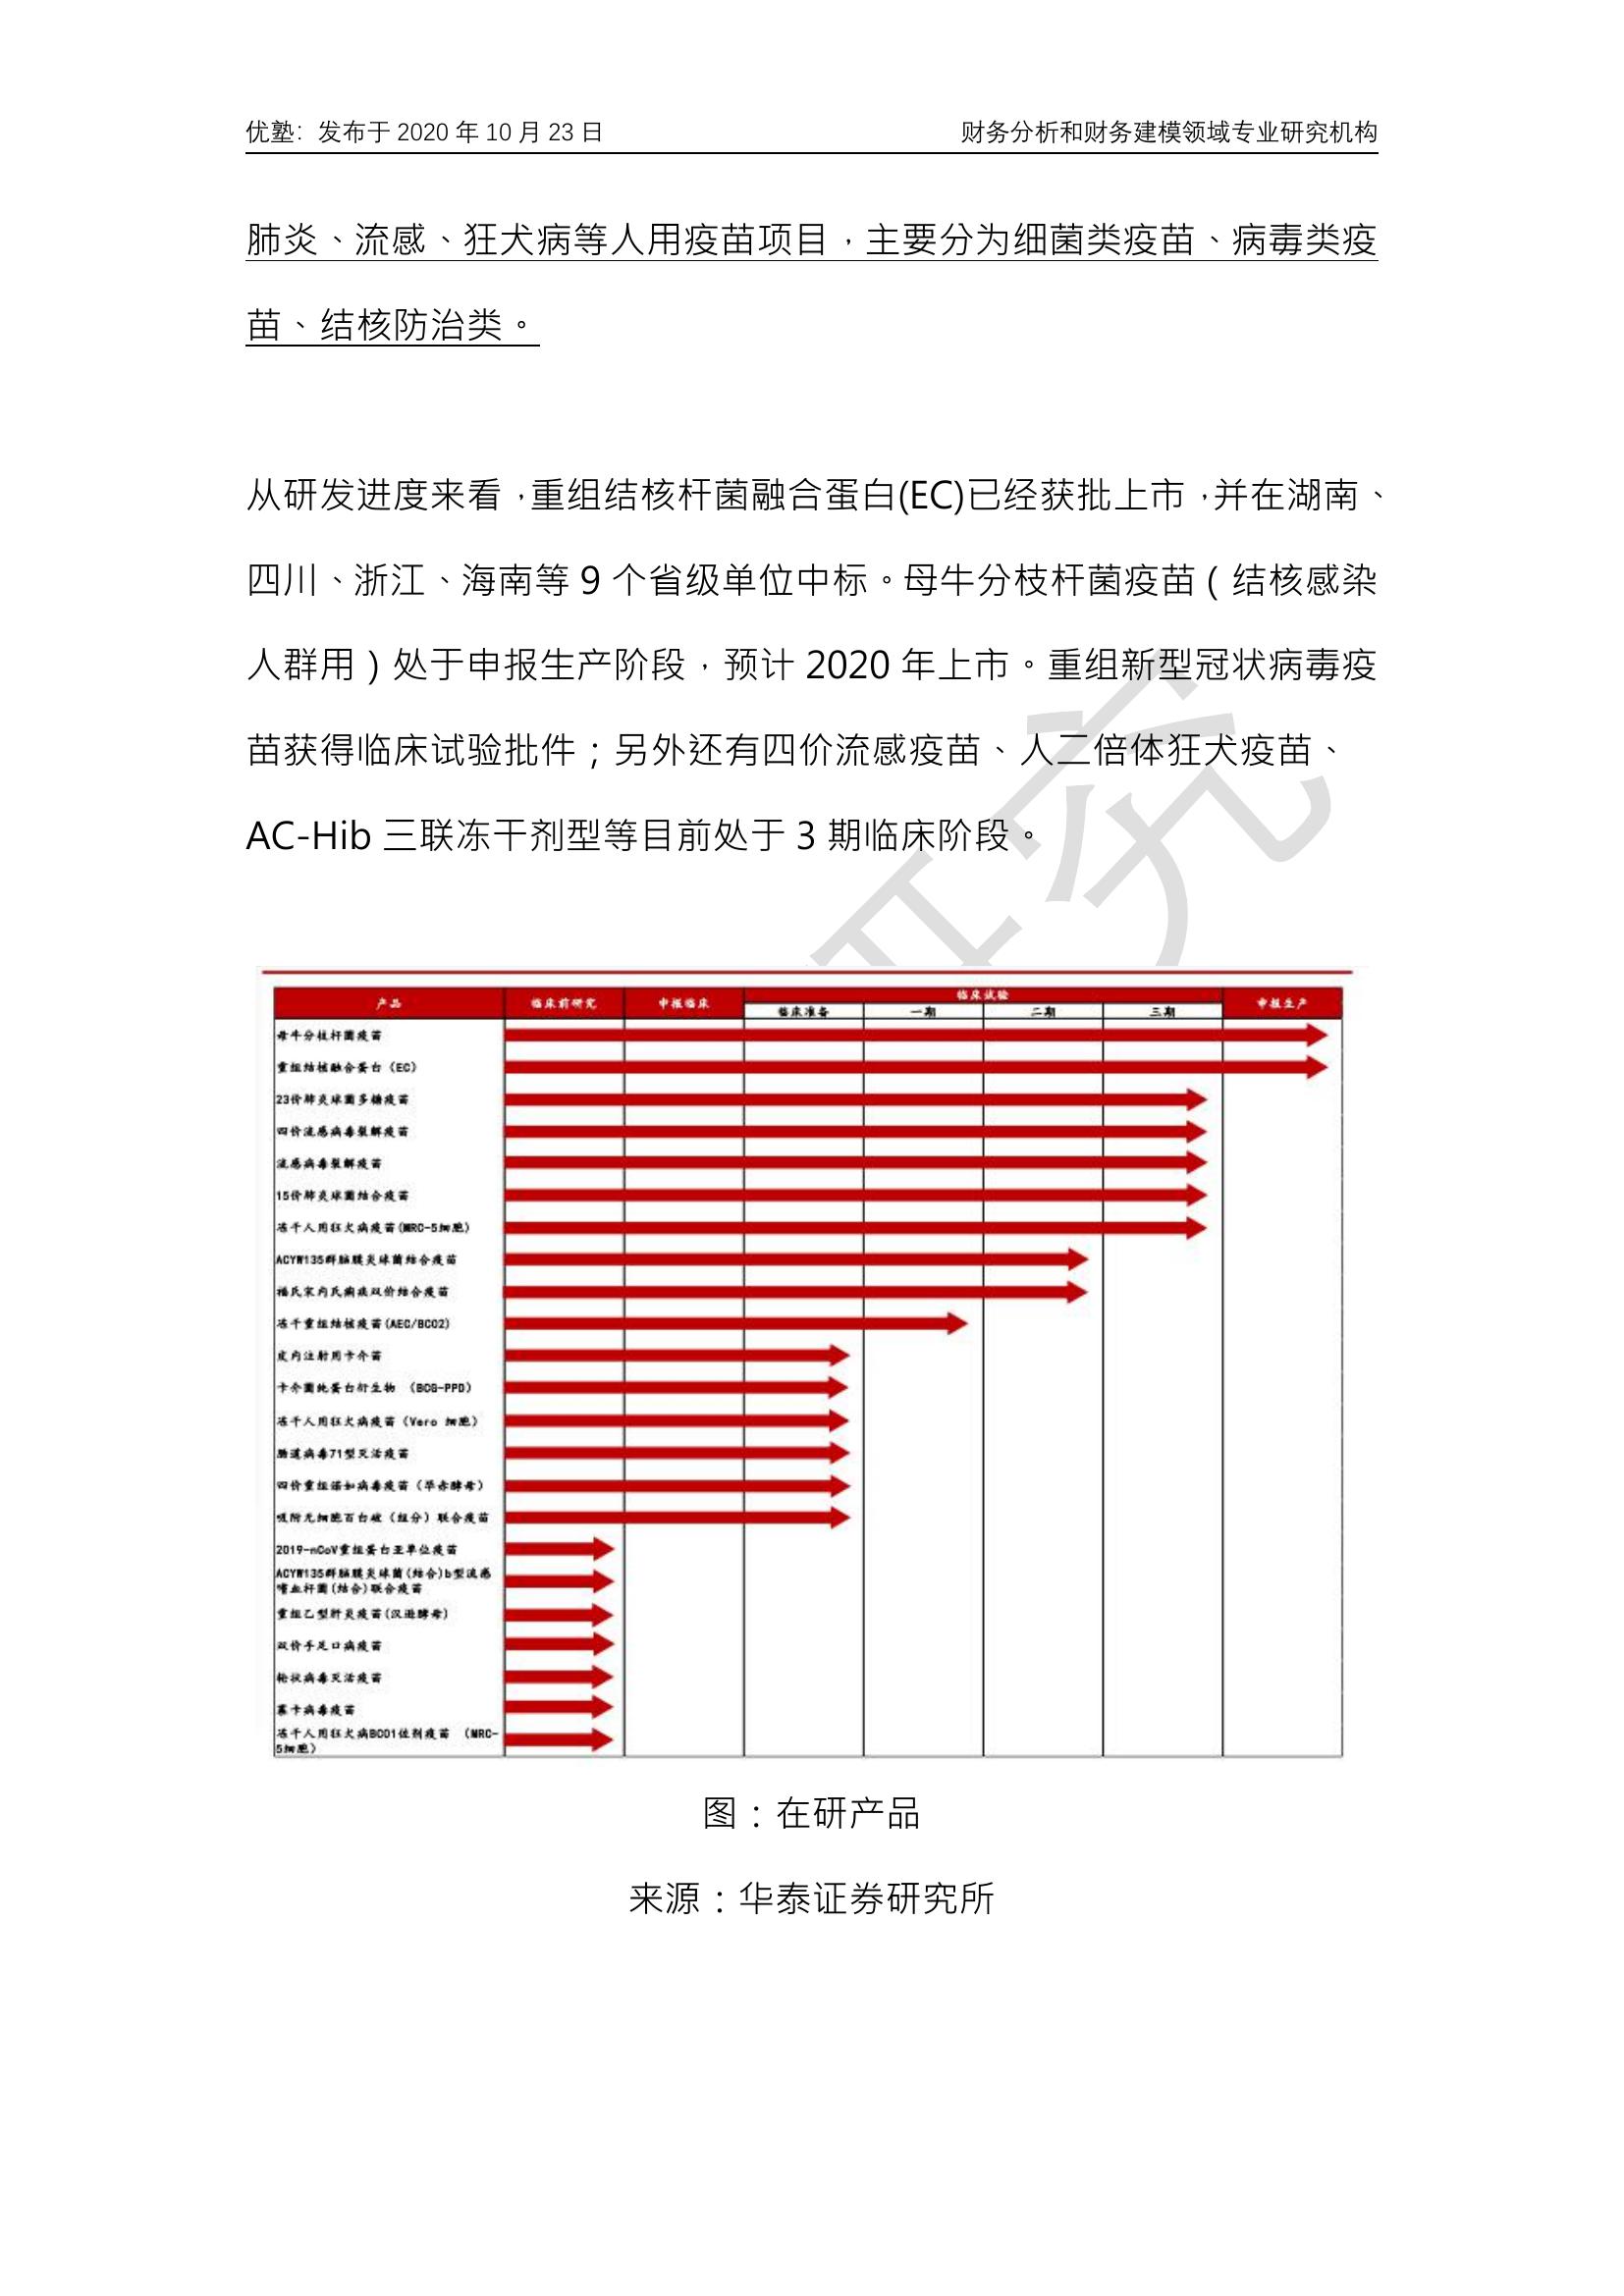 优塾：发布于 2020 年 10 月 23 日
财务分析和财务建模领域专业研究机构
肺炎、流感、狂犬病等人用疫苗项目，主要分为细菌类疫苗、病毒类疫
苗、结核防治类。
从研发进度来看，重组结核杆菌融合蛋白(EC)已经获批上市，并在湖南、
四川、浙江、海南等 9 个省级单位中标。母牛分枝杆菌疫苗（结核感染
人群用）处于申报生产阶段，预计 2020 年上市。重组新型冠状病毒疫
苗获得临床试验批件；另外还有四价流感疫苗、人二倍体狂犬疫苗、
AC-Hib 三联冻干剂型等目前处于 3 期临床阶段。
研究
产品
临床前研究
申报临床
临床试验
申报生产
临床准备
一期
二期
三期
母牛分枝杆菌疫苗
重组结核融合蛋白（EC）
23价肺炎球菌多糖疫苗
四价流感病毒裂解疫苗
流感病毒裂解疫苗
15价肺炎球菌结合疫苗
冻干人用狂犬病疫苗(MRC-5细胞)
ACYW135群脑膜炎球菌结合疫苗
福氏宋内氏痢疾双价结合疫苗
冻干重组结核疫苗(AEC/BC02)
皮内注射用卡介苗
卡介菌纯蛋白衍生物 （BCG-PPD）
冻干人用狂犬病疫苗（Vero 细胞）
肠道病毒71型灭活疫苗
四价重组诺如病毒疫苗（毕赤酵母）
吸附无细胞百白破（组分）联合疫苗
2019-nCoV重组蛋白亚单位疫苗
ACYW135群脑膜炎球菌(结合)b型流感
嗜血杆菌(结合)联合疫苗
重组乙型肝炎疫苗(汉逊酵母)
双价手足口病疫苗
轮状病毒灭活疫苗
寨卡病毒疫苗
冻干人用狂犬病BC01佐剂疫苗 （MRC-
5细胞）
图：在研产品
来源：华泰证券研究所